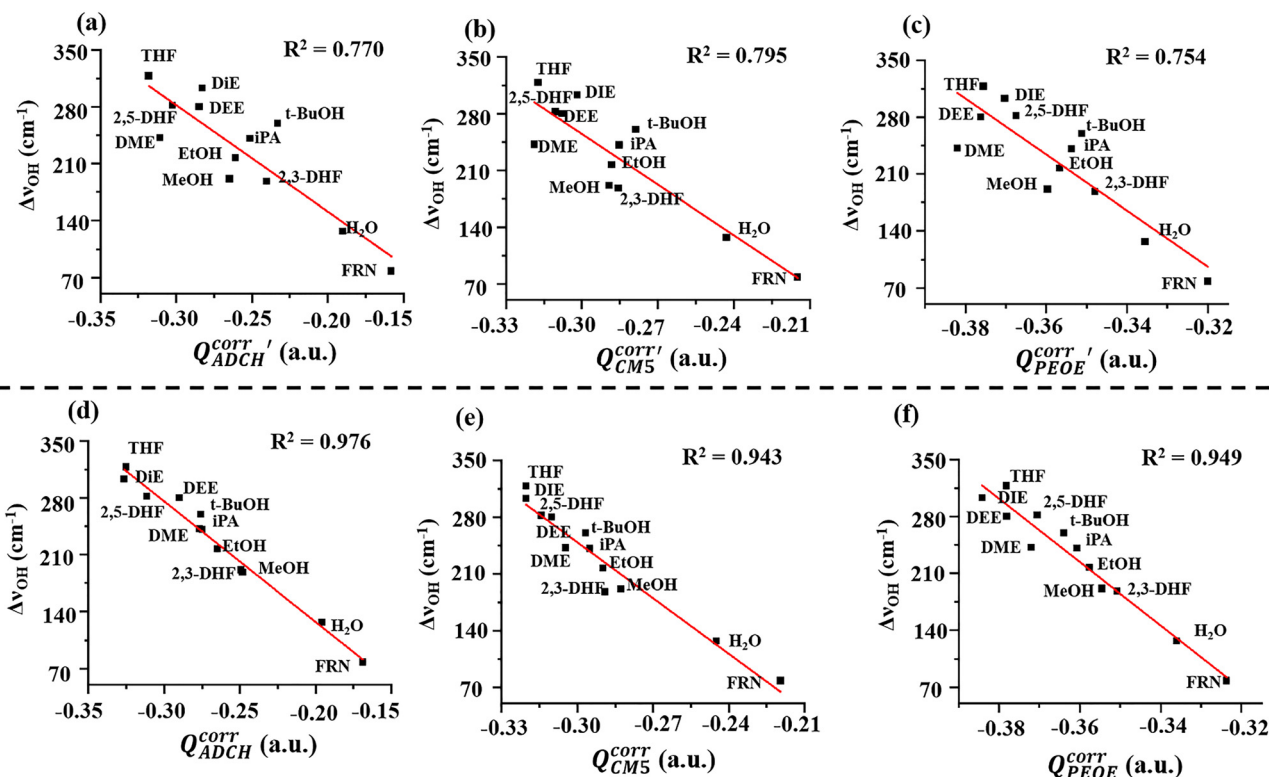 (a)
R² = 0.770
350
280
210
140
70
ΔνOH (cm⁻¹)
THF
DiE
2,5-DHF
DEE
t-BuOH
DME
iPA
EtOH
MeOH
2,3-DHF
H₂O
FRN
-0.35 -0.30 -0.25 -0.20 -0.15
Q_ADCH^corr′ (a.u.)
(b)
R² = 0.795
350
280
210
140
70
ΔνOH (cm⁻¹)
THF
DIE
2,5-DHF
DEE
t-BuOH
DME
iPA
EtOH
MeOH
2,3-DHF
H₂O
FRN
-0.33 -0.30 -0.27 -0.24 -0.21
Q_CM5^corr′ (a.u.)
(c)
R² = 0.754
350
280
210
140
70
ΔνOH (cm⁻¹)
THF
DIE
DEE
2,5-DHF
t-BuOH
DME
iPA
EtOH
MeOH
2,3-DHF
H₂O
FRN
-0.38 -0.36 -0.34 -0.32
Q_PEOE^corr′ (a.u.)
(d)
R² = 0.976
350
280
210
140
70
ΔνOH (cm⁻¹)
THF
DiE
DEE
2,5-DHF
t-BuOH
iPA
DME
EtOH
2,3-DHF
MeOH
H₂O
FRN
-0.35 -0.30 -0.25 -0.20 -0.15
Q_ADCH^corr (a.u.)
(e)
R² = 0.943
350
280
210
140
70
ΔνOH (cm⁻¹)
THF
DIE
2,5-DHF
DEE
t-BuOH
iPA
DME
EtOH
2,3-DHF
MeOH
H₂O
FRN
-0.33 -0.30 -0.27 -0.24 -0.21
Q_CM5^corr (a.u.)
(f)
R² = 0.949
350
280
210
140
70
ΔνOH (cm⁻¹)
THF
DIE
2,5-DHF
DEE
t-BuOH
DME
iPA
EtOH
MeOH
2,3-DHF
H₂O
FRN
-0.38 -0.36 -0.34 -0.32
Q_PEOE^corr (a.u.)